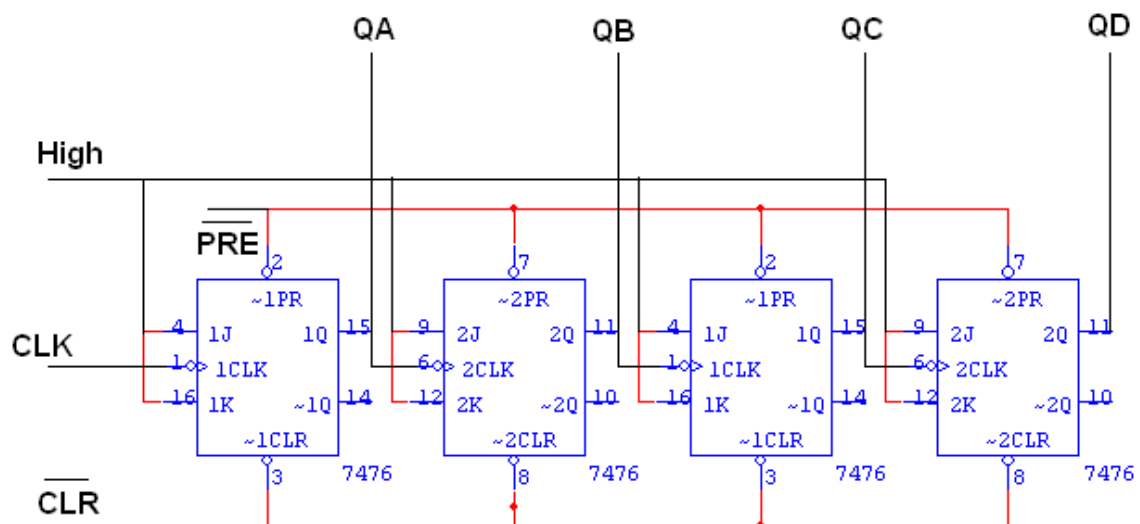 QA QB QC QD
High
PRE
2 7 2 7
~1PR ~2PR ~1PR ~2PR
4 1J 1Q 15 9 2J 2Q 11 4 1J 1Q 15 9 2J 2Q 11
CLK 1 1CLK 6 2CLK 1 1CLK 6 2CLK
16 1K ~1Q 14 12 2K ~2Q 10 16 1K ~1Q 14 12 2K ~2Q 10
~1CLR ~2CLR ~1CLR ~2CLR
3 7476 8 7476 3 7476 8 7476
CLR